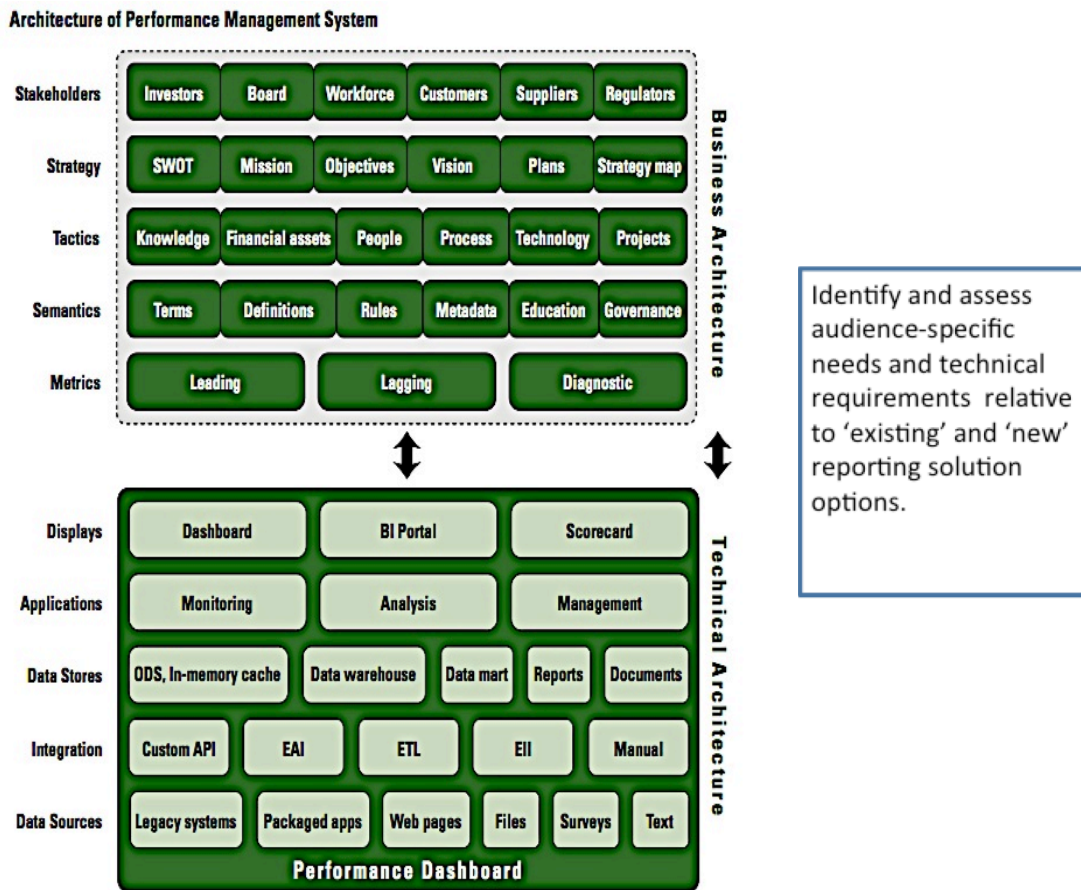 Architecture of Performance Management System
Stakeholders Investors Board Workforce Customers Suppliers Regulators
Strategy SWOT Mission Objectives Vision Plans Strategy map
Tactics Knowledge Financial assets People Process Technology Projects
Semantics Terms Definitions Rules Metadata Education Governance
Metrics Leading Lagging Diagnostic
Business Architecture
Displays Dashboard BI Portal Scorecard
Applications Monitoring Analysis Management
Data Stores ODS, In-memory cache Data warehouse Data mart Reports Documents
Integration Custom API EAI ETL EII Manual
Data Sources Legacy systems Packaged apps Web pages Files Surveys Text
Performance Dashboard
Technical Architecture
Identify and assess
audience-specific
needs and technical
requirements relative
to ‘existing’ and ‘new’
reporting solution
options.